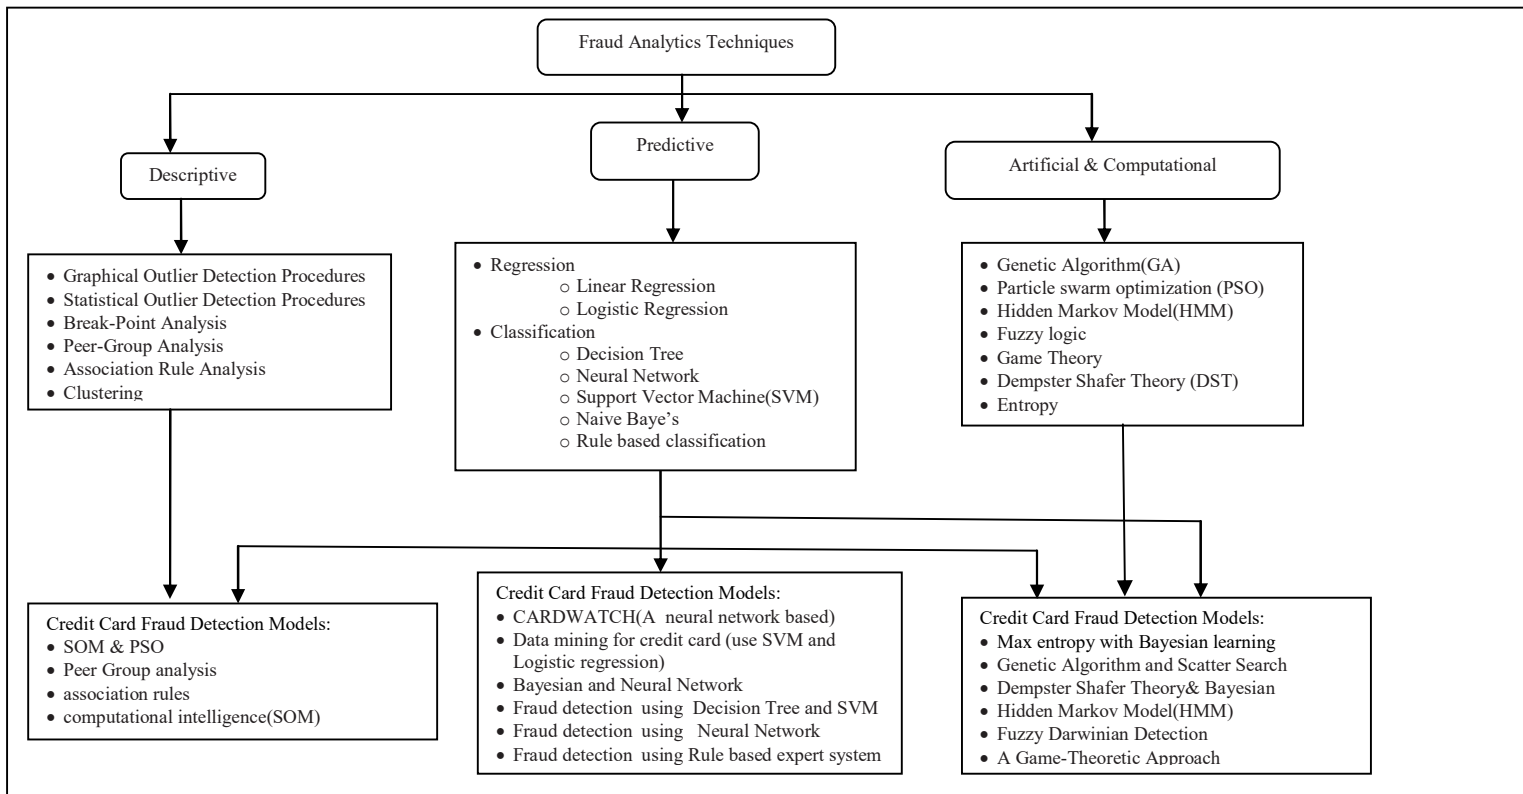 Fraud Analytics Techniques
Descriptive
Predictive
Artificial & Computational
• Graphical Outlier Detection Procedures
• Statistical Outlier Detection Procedures
• Break-Point Analysis
• Peer-Group Analysis
• Association Rule Analysis
• Clustering
• Regression
o Linear Regression
o Logistic Regression
• Classification
o Decision Tree
o Neural Network
o Support Vector Machine(SVM)
o Naive Baye’s
o Rule based classification
• Genetic Algorithm(GA)
• Particle swarm optimization (PSO)
• Hidden Markov Model(HMM)
• Fuzzy logic
• Game Theory
• Dempster Shafer Theory (DST)
• Entropy
Credit Card Fraud Detection Models:
• SOM & PSO
• Peer Group analysis
• association rules
• computational intelligence(SOM)
Credit Card Fraud Detection Models:
• CARDWATCH(A neural network based)
• Data mining for credit card (use SVM and
Logistic regression)
• Bayesian and Neural Network
• Fraud detection using Decision Tree and SVM
• Fraud detection using Neural Network
• Fraud detection using Rule based expert system
Credit Card Fraud Detection Models:
• Max entropy with Bayesian learning
• Genetic Algorithm and Scatter Search
• Dempster Shafer Theory& Bayesian
• Hidden Markov Model(HMM)
• Fuzzy Darwinian Detection
• A Game-Theoretic Approach